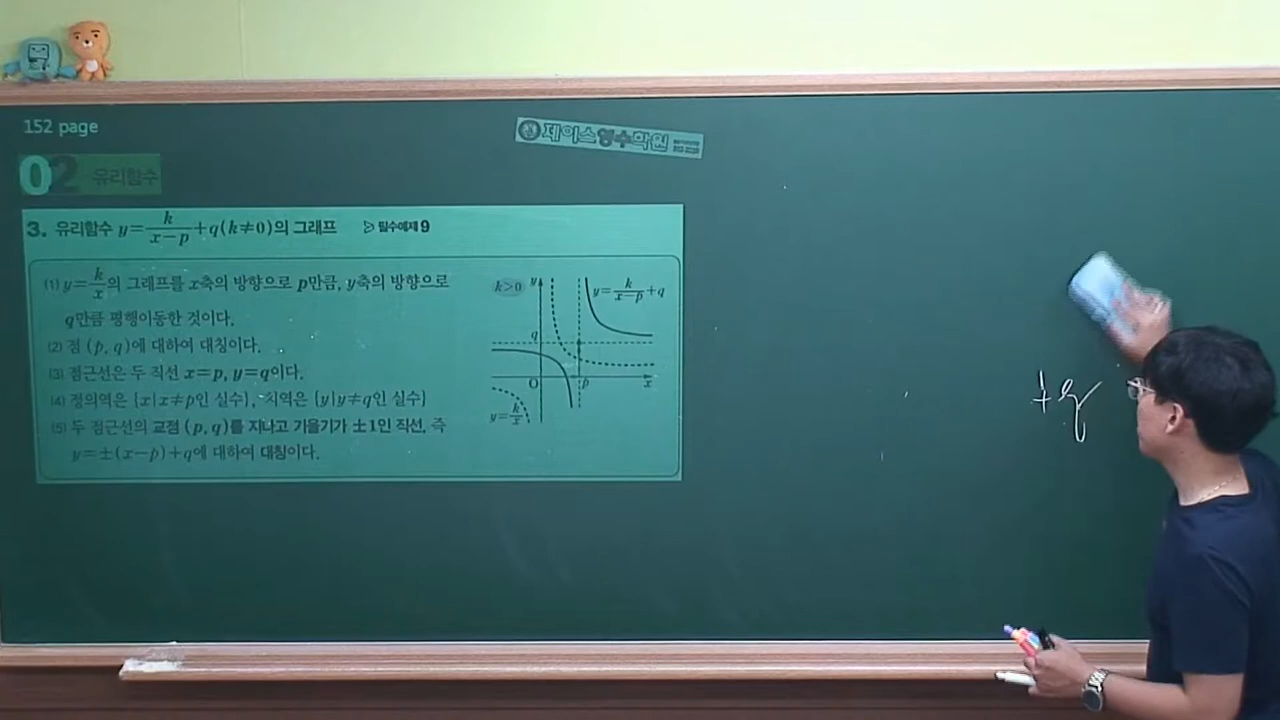 152 page
제이스영수학원
02 유리함수
3. 유리함수 y=k/(x-p)+q(k≠0)의 그래프 필수예제 9
(1) y=k/x의 그래프를 x축의 방향으로 p만큼, y축의 방향으로
q만큼 평행이동한 것이다.
(2) 점 (p, q)에 대하여 대칭이다.
(3) 점근선은 두 직선 x=p, y=q이다.
(4) 정의역은 {x|x≠p인 실수}, 치역은 {y|y≠q인 실수}
(5) 두 점근선의 교점 (p, q)를 지나고 기울기가 ±1인 직선, 즉
y=±(x-p)+q에 대하여 대칭이다.
k>0
y
y=k/(x-p)+q
q
O
p
x
y=k/x
+q